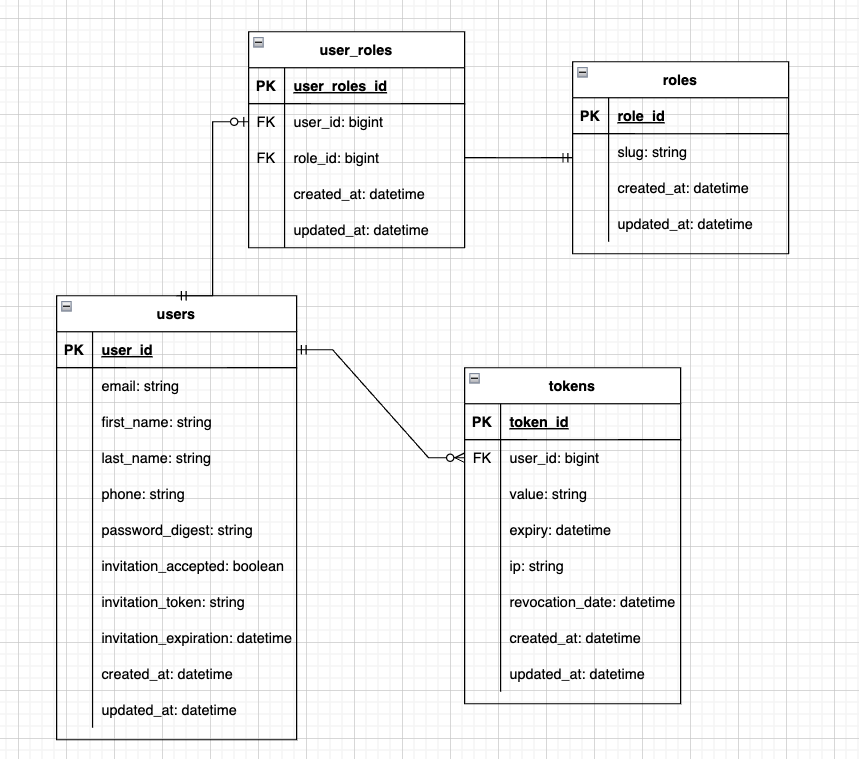 user_roles
PK user_roles_id
FK user_id: bigint
FK role_id: bigint
created_at: datetime
updated_at: datetime
roles
PK role_id
slug: string
created_at: datetime
updated_at: datetime
users
PK user_id
email: string
first_name: string
last_name: string
phone: string
password_digest: string
invitation_accepted: boolean
invitation_token: string
invitation_expiration: datetime
created_at: datetime
updated_at: datetime
tokens
PK token_id
FK user_id: bigint
value: string
expiry: datetime
ip: string
revocation_date: datetime
created_at: datetime
updated_at: datetime